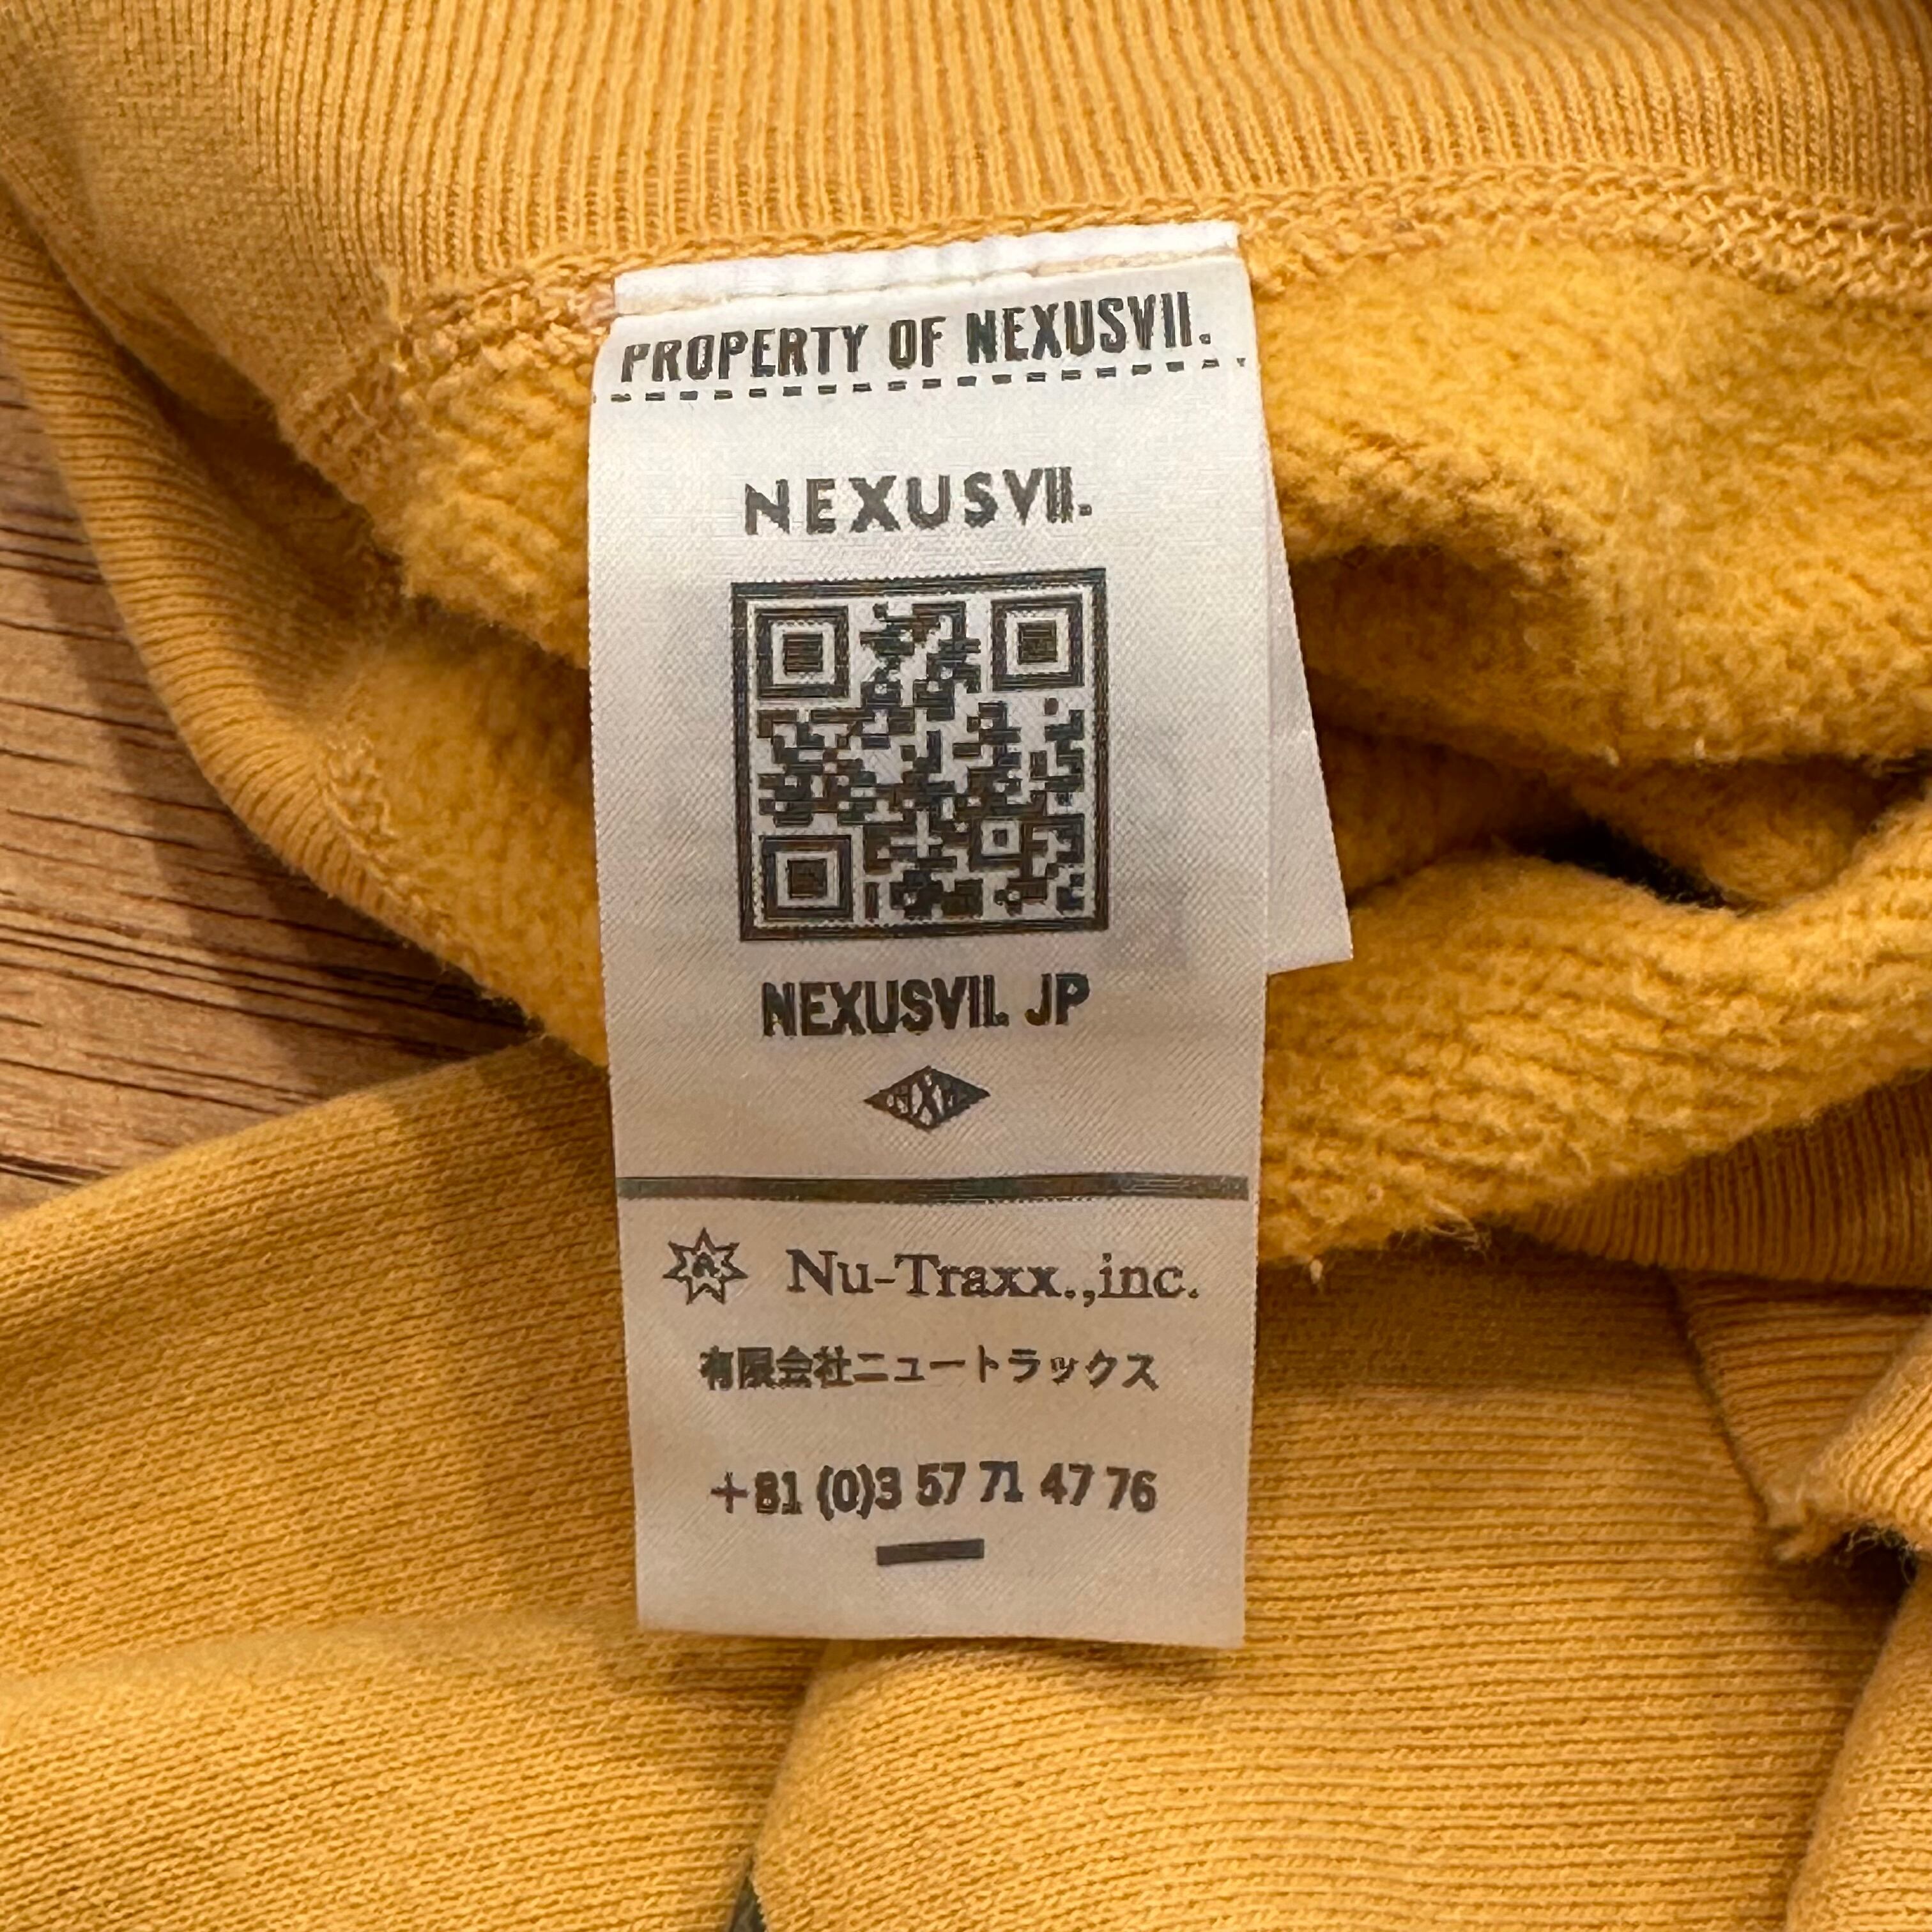 PROPERTY OF NEXUSVII.
NEXUSVII.
NEXUSVII. JP
Nu-Traxx.,inc.
有限会社ニュートラックス
+81 (0)3 57 71 47 76